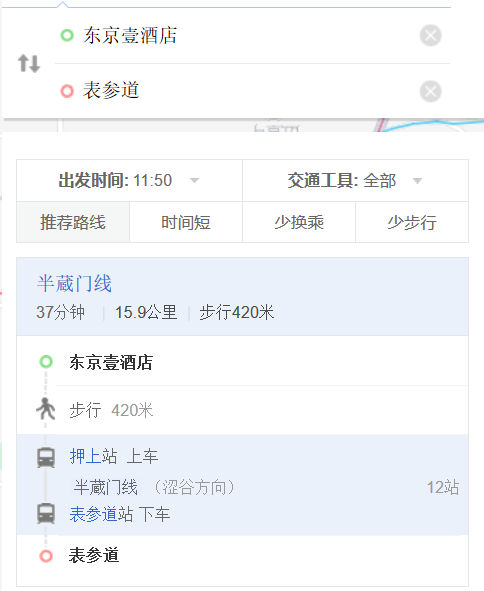 东京壹酒店
表参道
出发时间: 11:50 交通工具: 全部
推荐路线 时间短 少换乘 少步行
半蔵门线
37分钟 | 15.9公里 | 步行420米
东京壹酒店
步行 420米
押上站 上车
半蔵门线 （涩谷方向） 12站
表参道站 下车
表参道